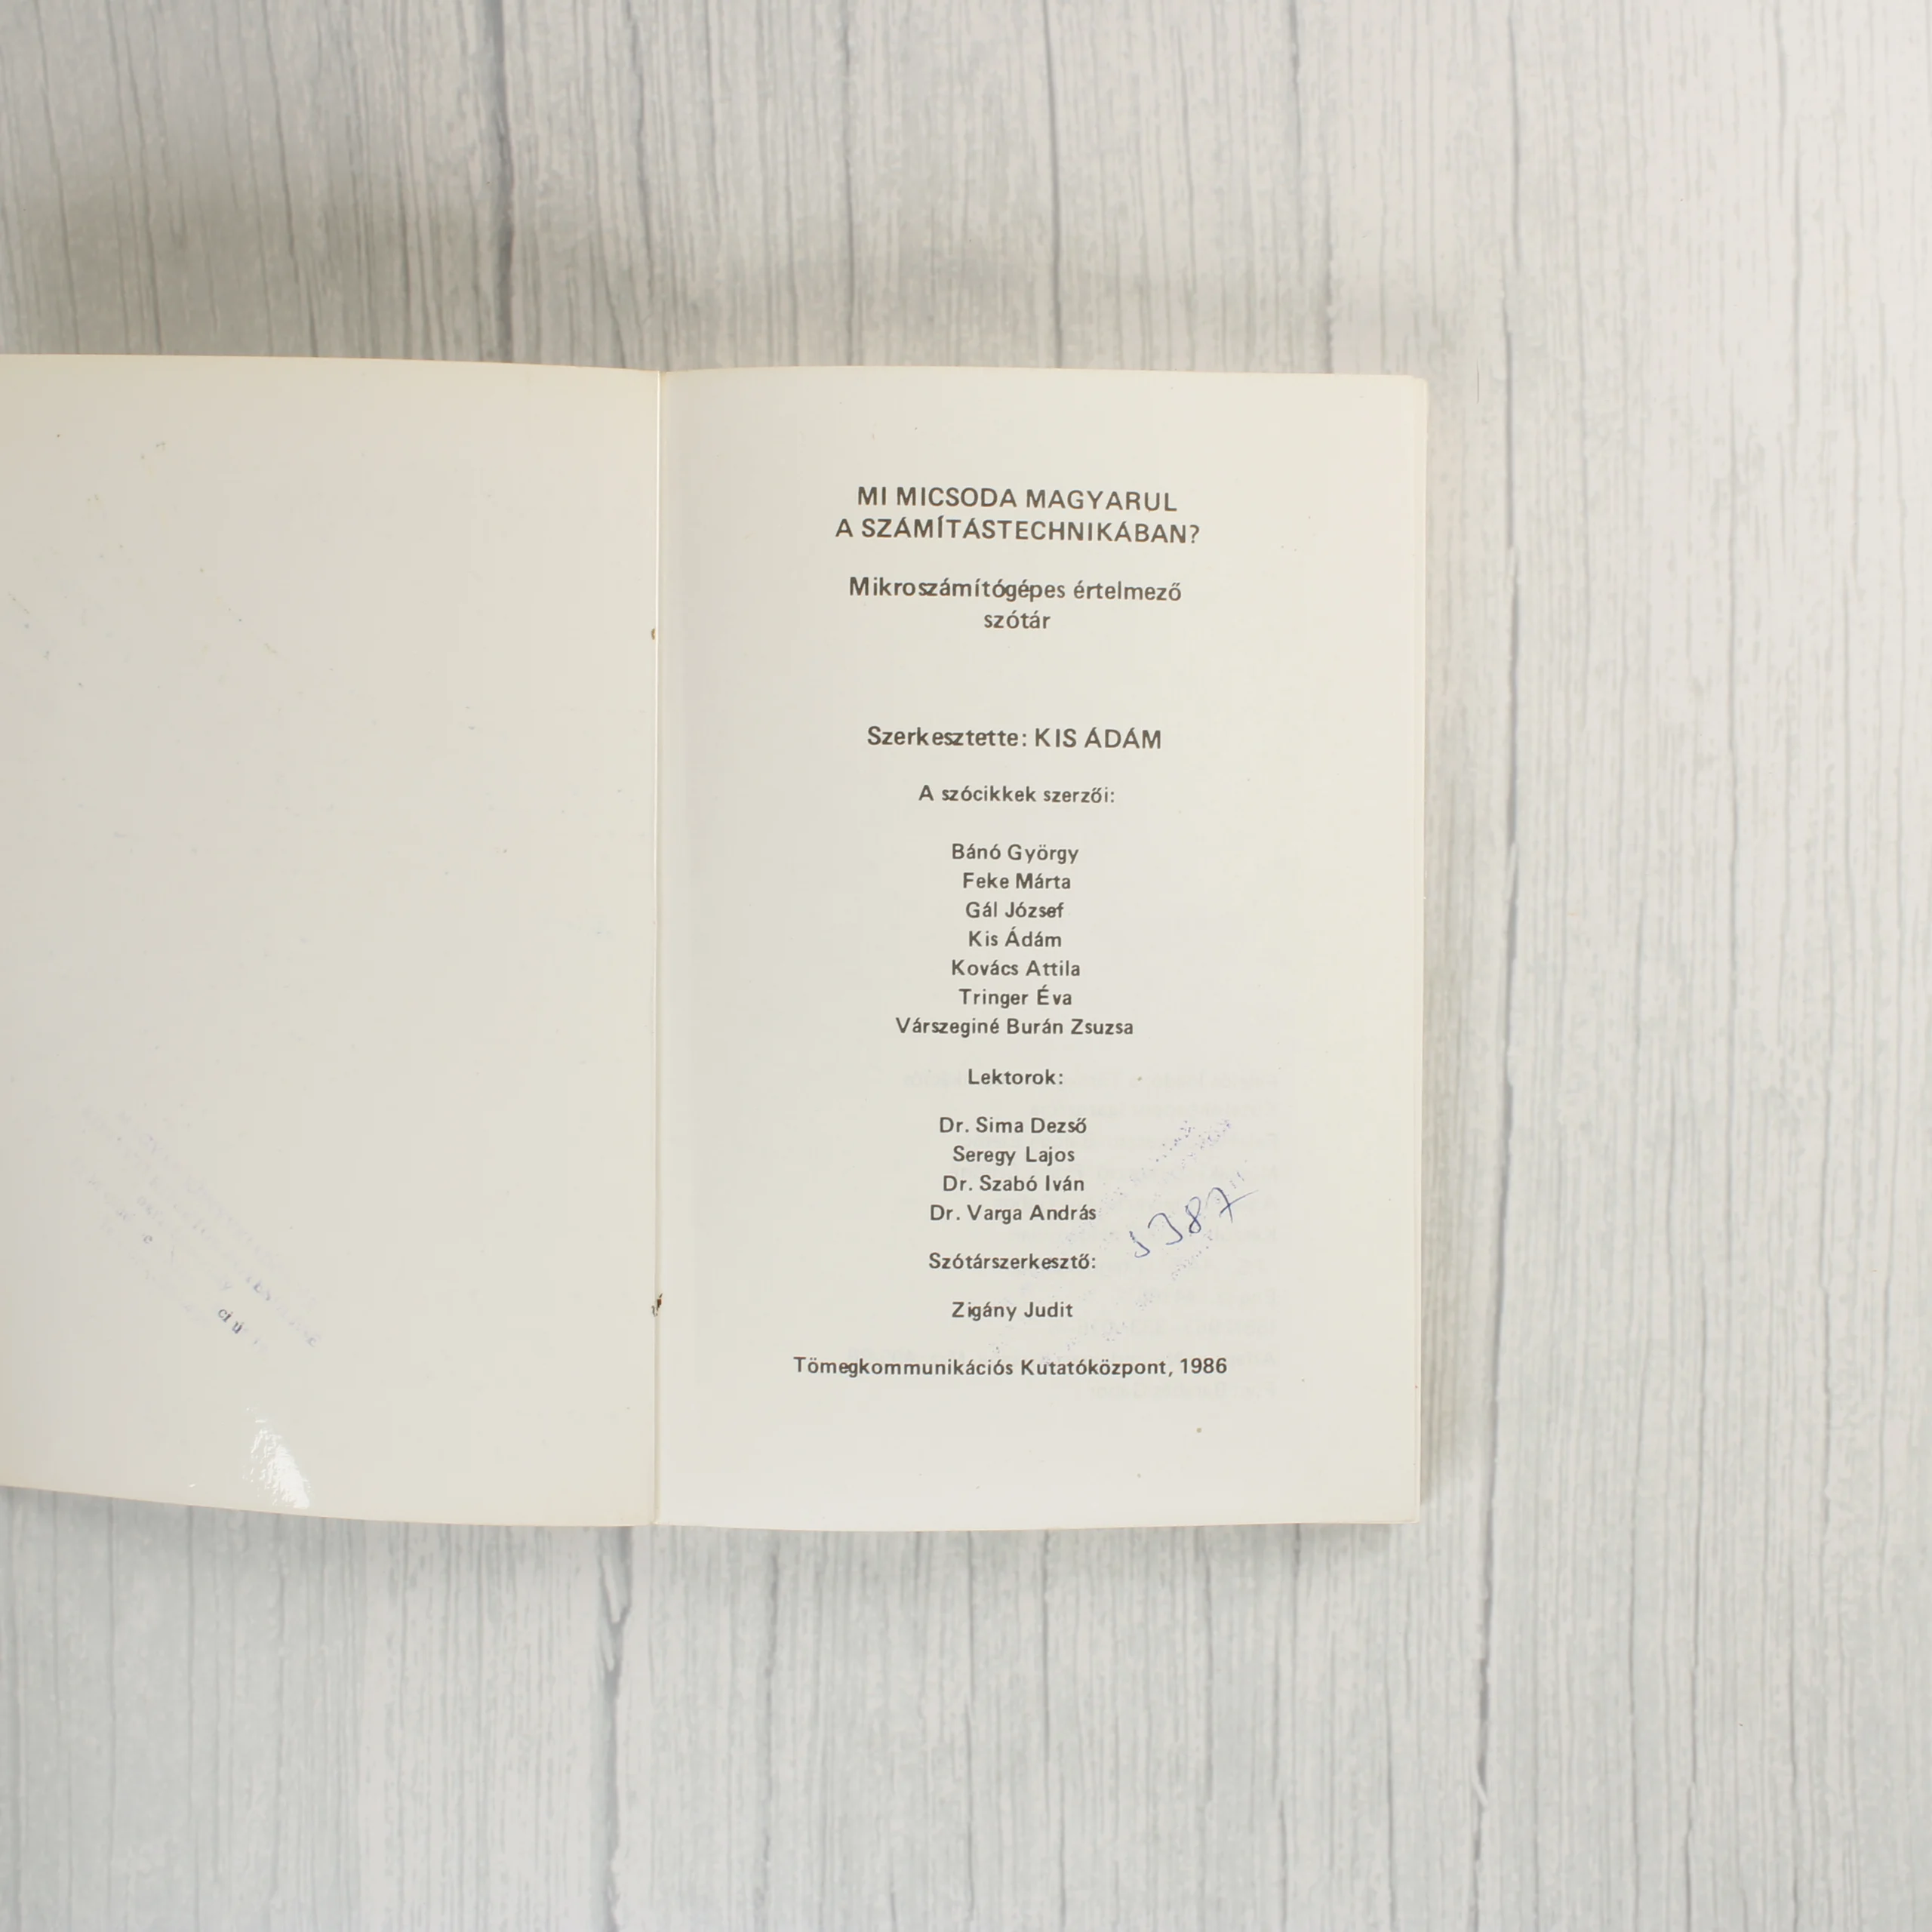 MI MICSODA MAGYARUL
A SZÁMÍTÁSTECHNIKÁBAN?
Mikroszámítógépes értelmező
szótár
Szerkesztette: KIS ÁDÁM
A szócikkek szerzői:
Bánó György
Feke Márta
Gál József
Kis Ádám
Kovács Attila
Tringer Éva
Várszeginé Burán Zsuzsa
Lektorok:
Dr. Sima Dezső
Seregy Lajos
Dr. Szabó Iván
Dr. Varga András
Szótárszerkesztő:
Zigány Judit
Tömegkommunikációs Kutatóközpont, 1986